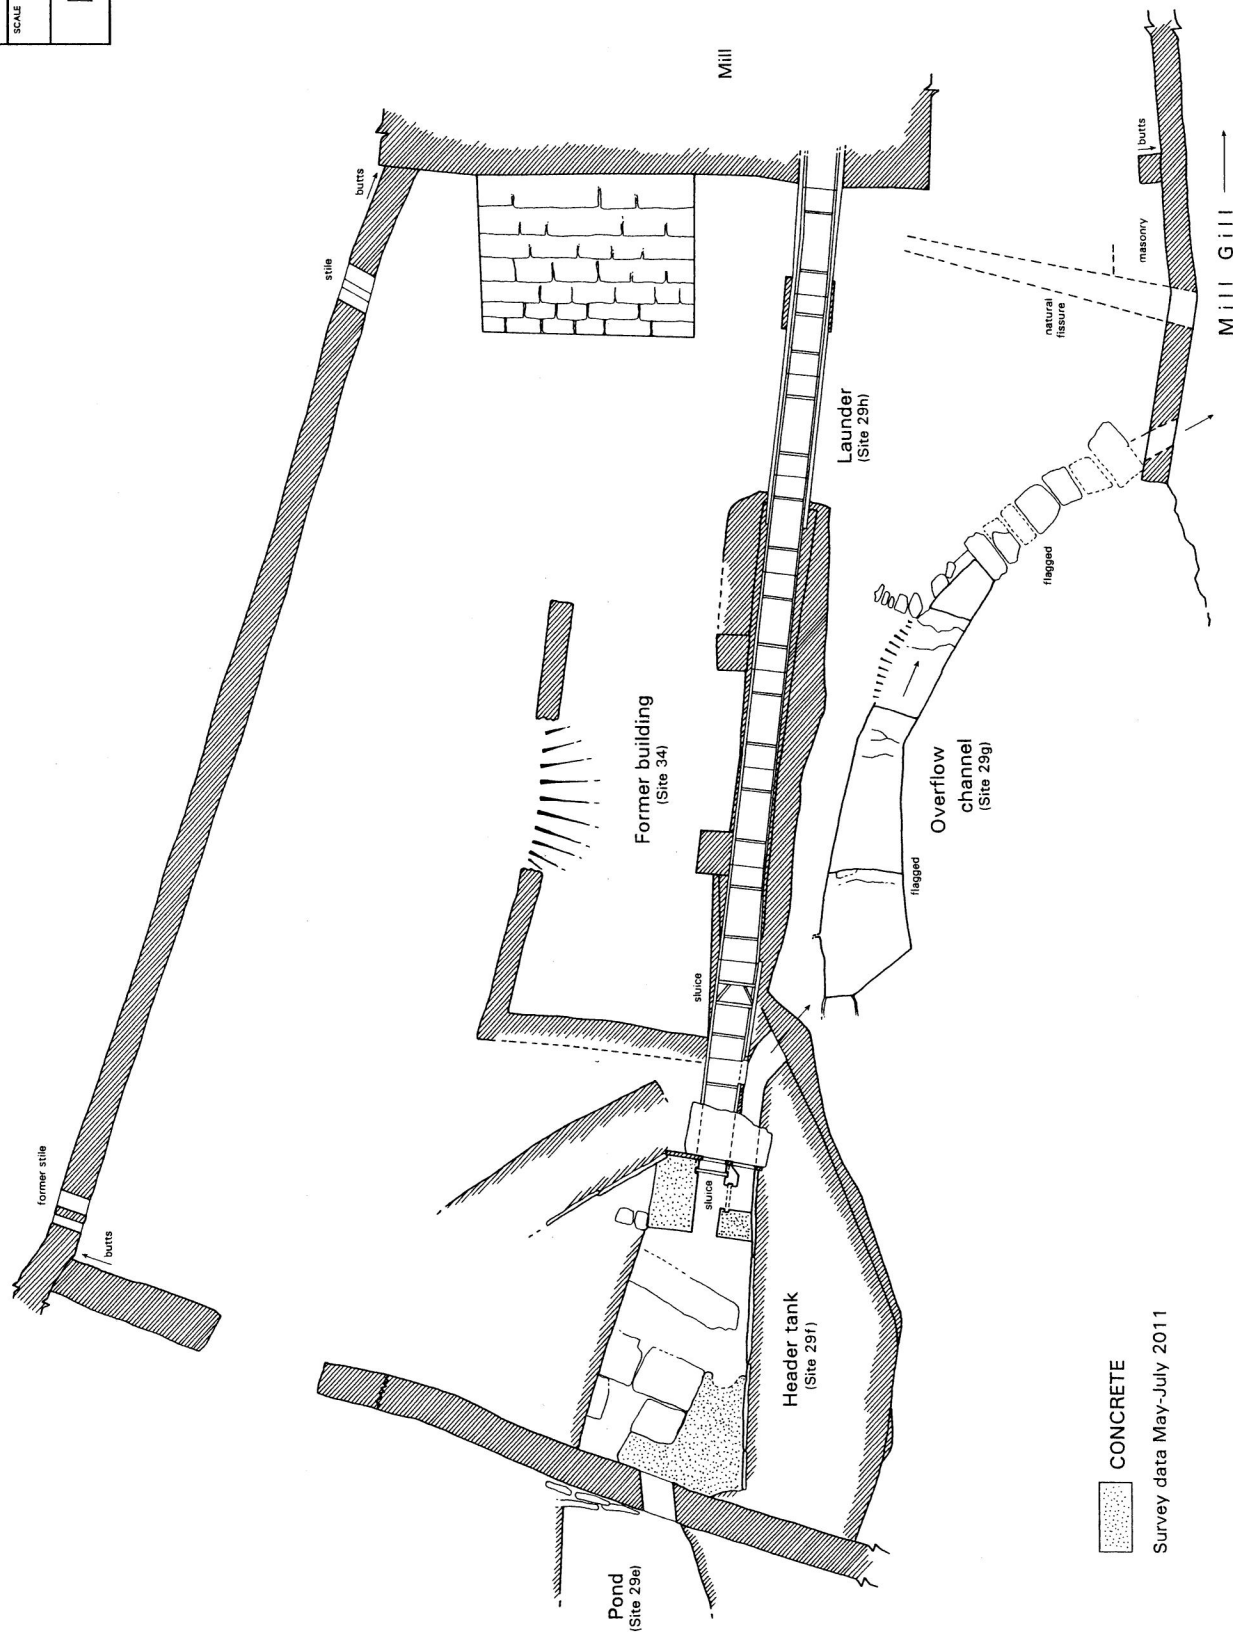 SCALE
former stile
butts
stile
butts
Mill
Former building
(Site 34)
sluice
sluice
Launder
(Site 29h)
Pond
(Site 29e)
Header tank
(Site 29f)
Overflow
channel
(Site 29g)
flagged
flagged
natural
fissure
masonry
butts
Mill Gill
CONCRETE
Survey data May-July 2011